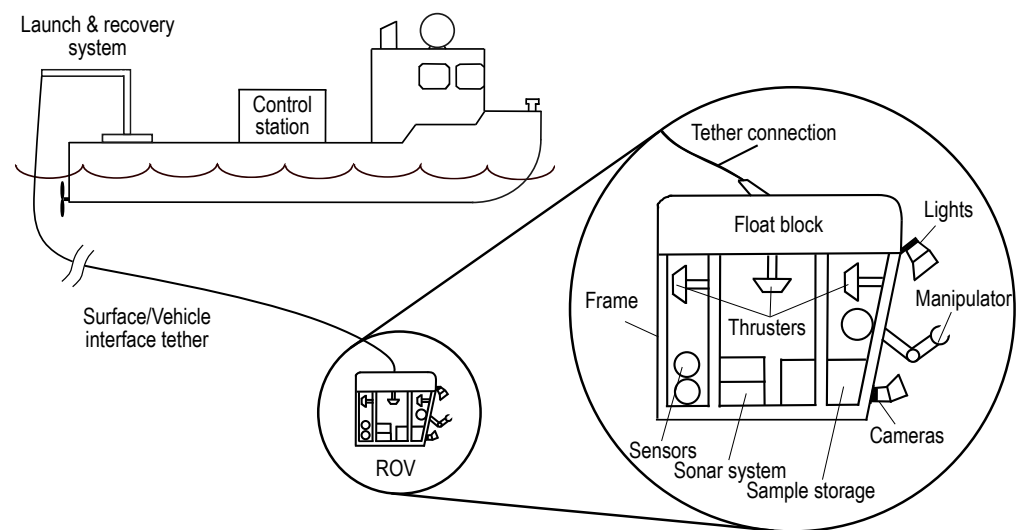 Launch & recovery
system
Control
station
Surface/Vehicle
interface tether
ROV
Tether connection
Float block
Lights
Frame
Manipulator
Thrusters
Cameras
Sensors
Sonar system
Sample storage